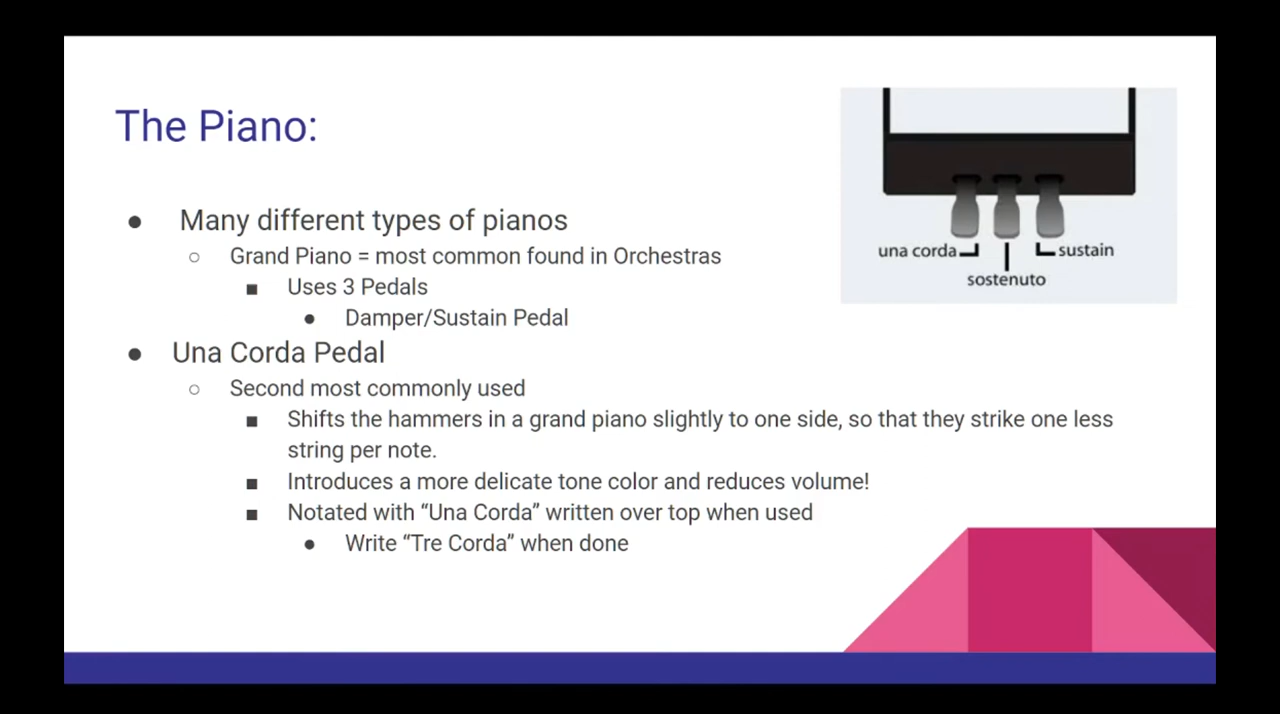 The Piano:
Many different types of pianos
Grand Piano = most common found in Orchestras
Uses 3 Pedals
Damper/Sustain Pedal
Una Corda Pedal
Second most commonly used
Shifts the hammers in a grand piano slightly to one side, so that they strike one less
string per note.
Introduces a more delicate tone color and reduces volume!
Notated with “Una Corda” written over top when used
Write “Tre Corda” when done
una corda
sostenuto
sustain